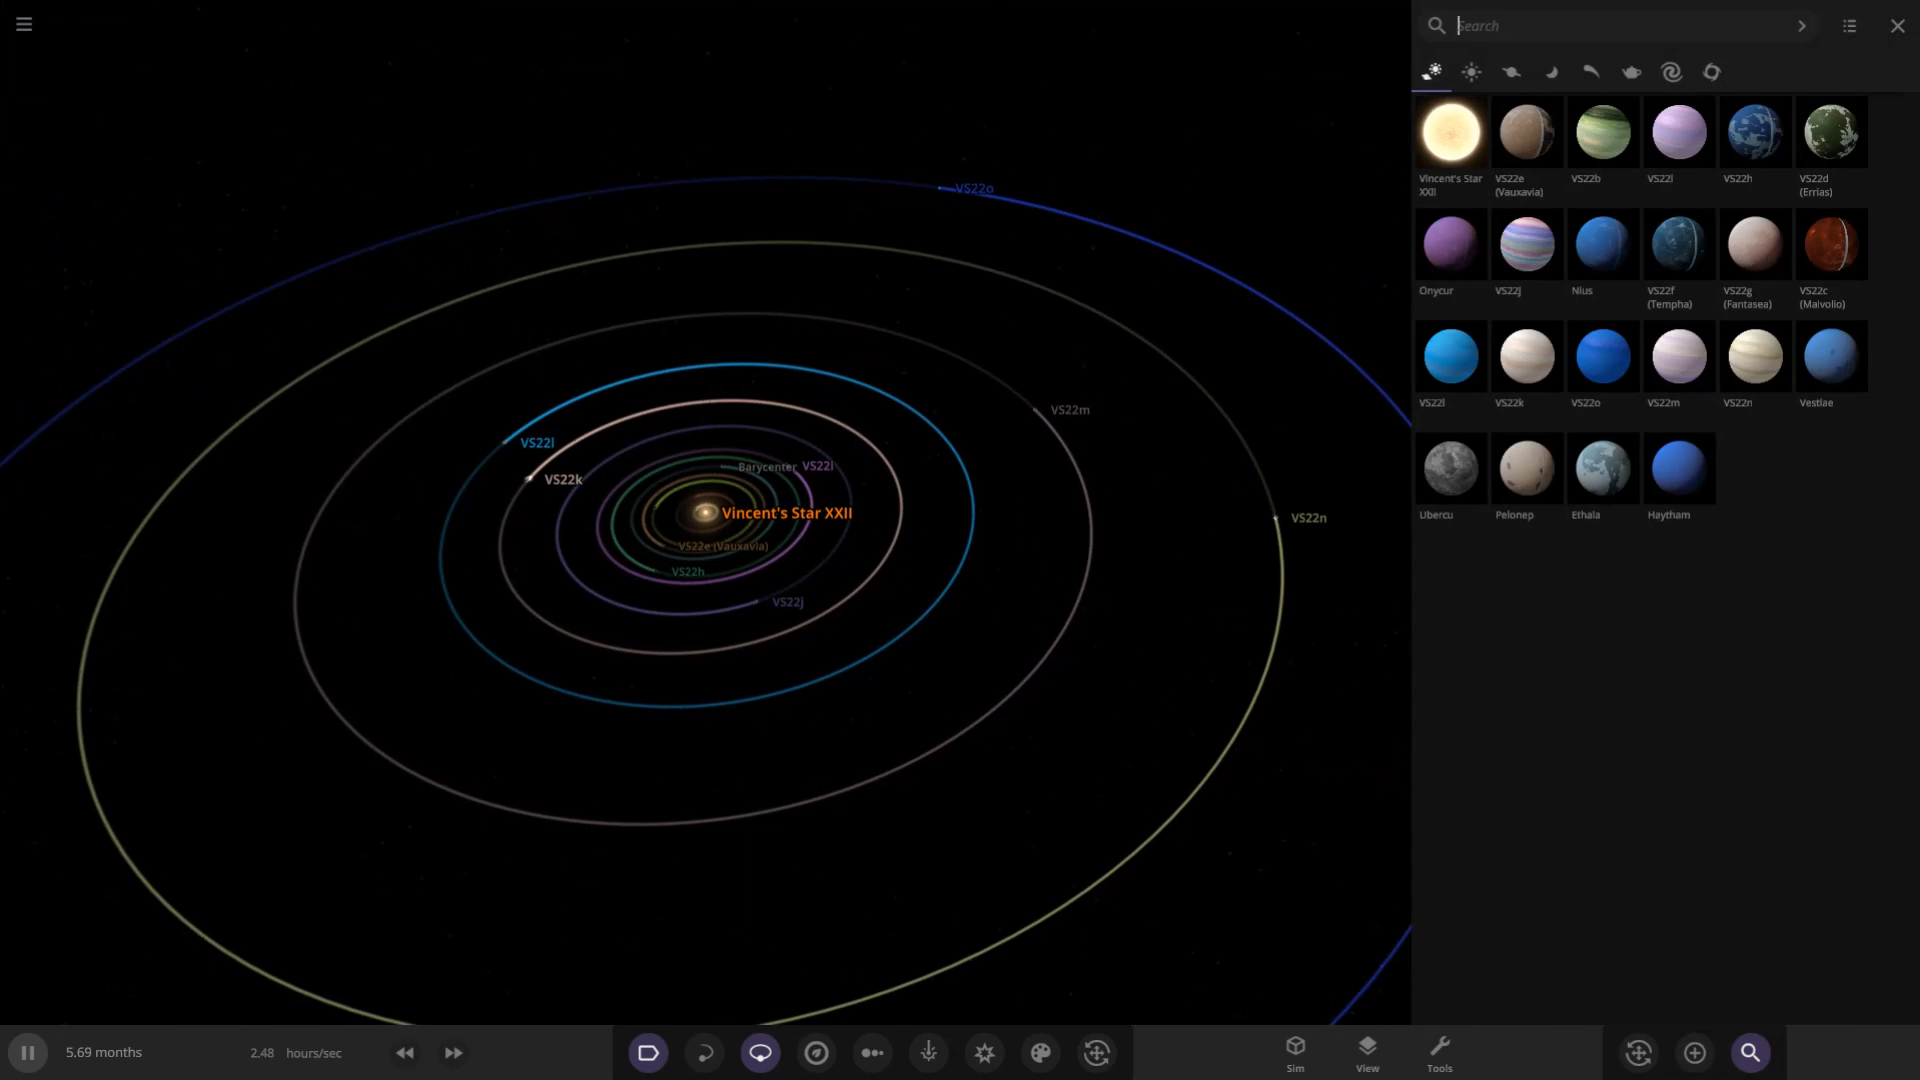 Search
VS22o
VS22m
VS22l
Barycenter
VS22i
VS22k
Vincent's Star XXII
VS22n
VS22e (Vauxavia)
VS22h
VS22j
Vincent's Star
XXII
VS22e
(Vauxavia)
VS22b
VS22i
VS22h
VS22d
(Errias)
Onycur
VS22j
Nius
VS22f
(Tempha)
VS22g
(Fantasea)
VS22c
(Malvolio)
VS22l
VS22k
VS22o
VS22m
VS22n
Vestiae
Ubercu
Pelonep
Ethaia
Haytham
5.69 months
2.48 hours/sec
Sim
View
Tools